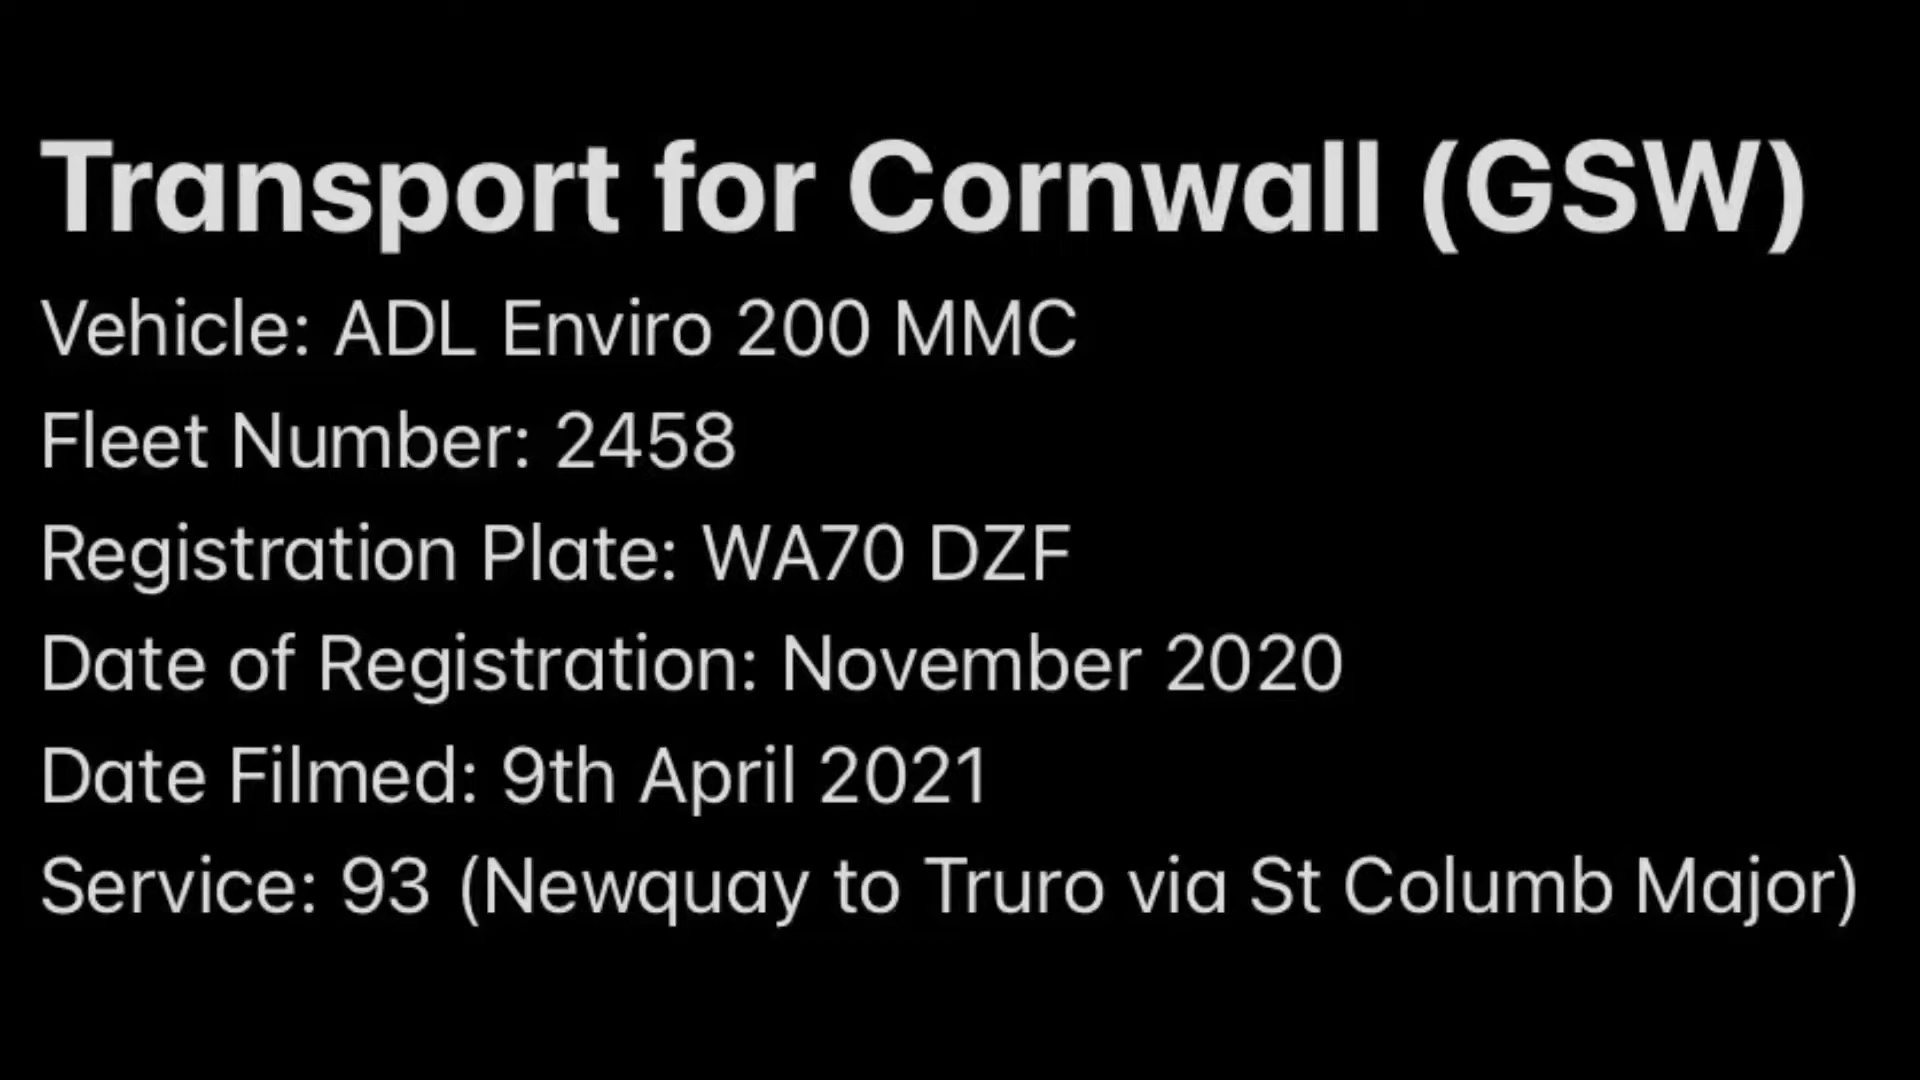 Transport for Cornwall (GSW)
Vehicle: ADL Enviro 200 MMC
Fleet Number: 2458
Registration Plate: WA70 DZF
Date of Registration: November 2020
Date Filmed: 9th April 2021
Service: 93 (Newquay to Truro via St Columb Major)